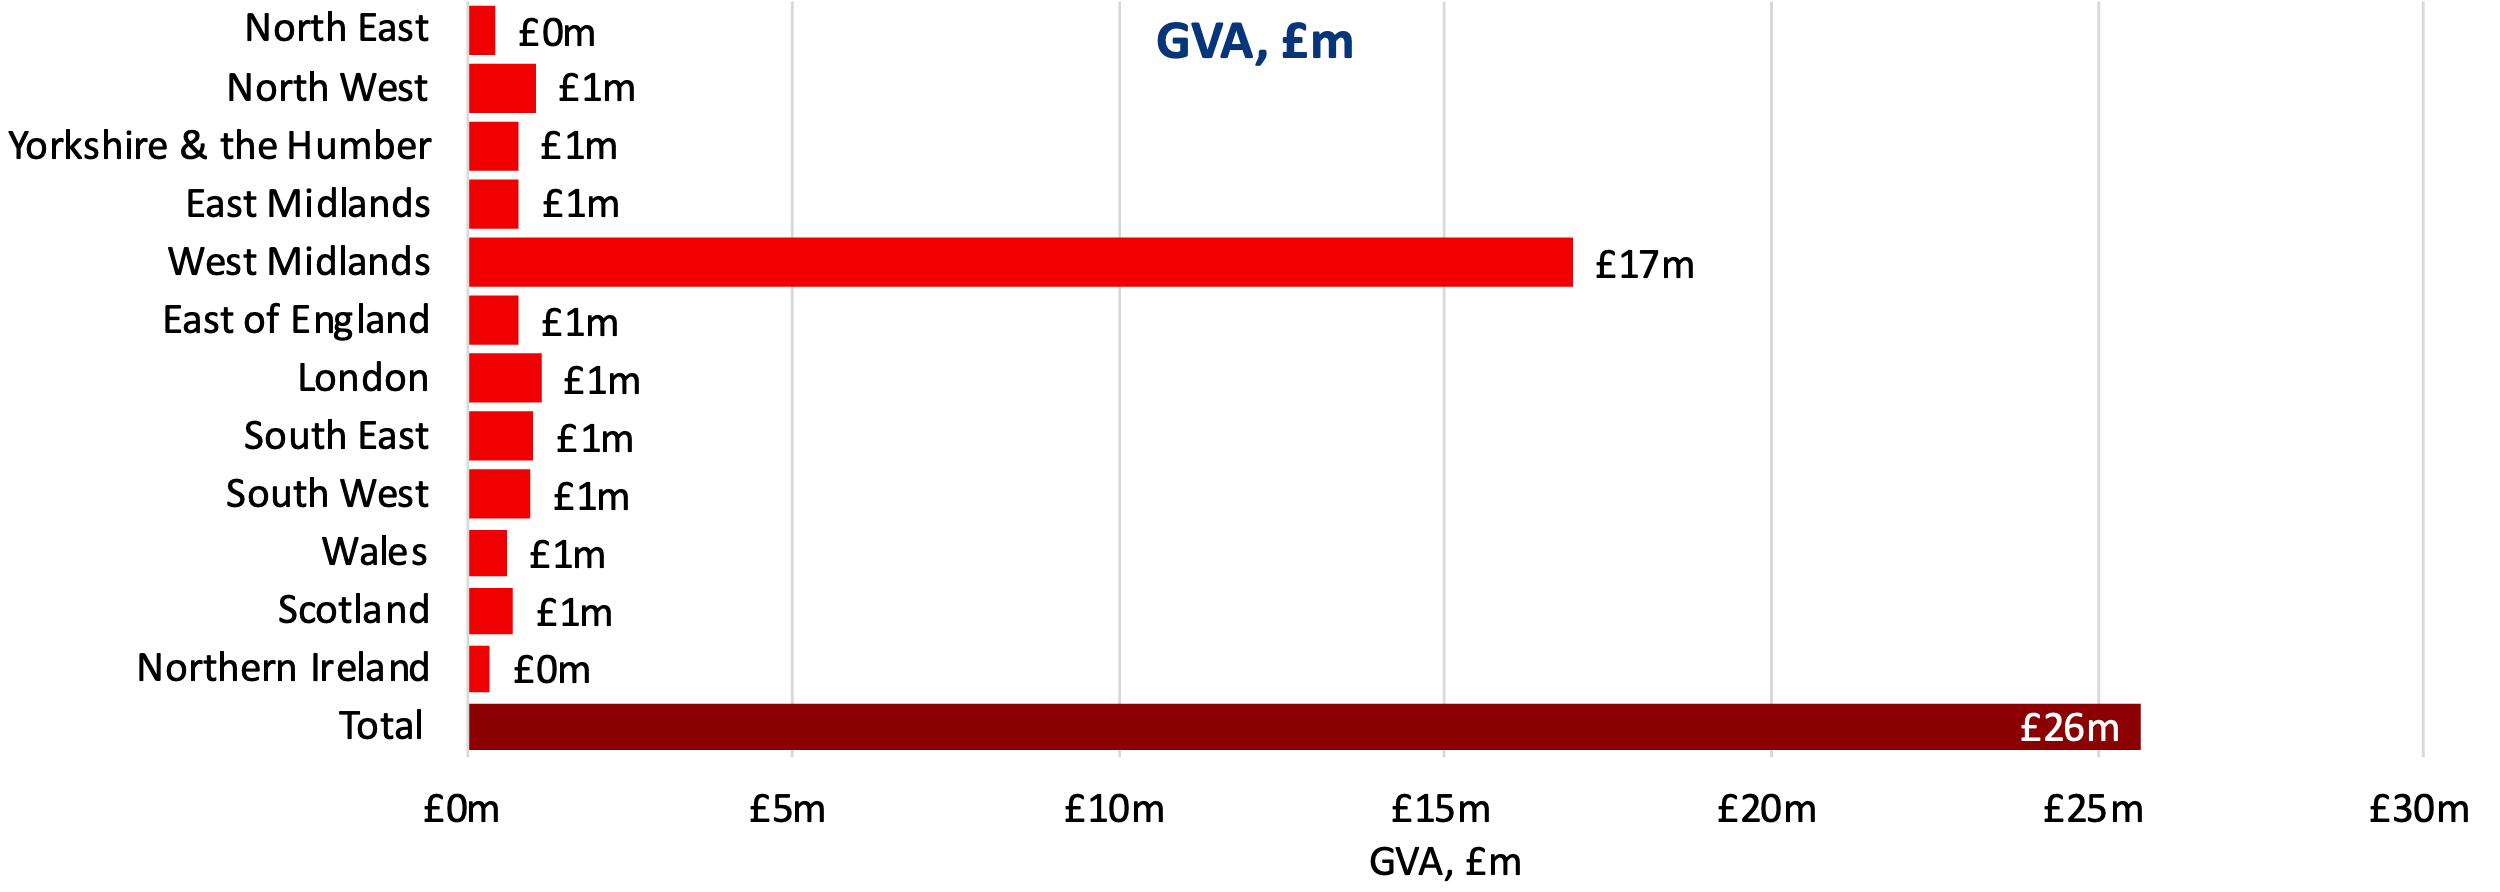 GVA, £m
North East £0m
North West £1m
Yorkshire & the Humber £1m
East Midlands £1m
West Midlands £17m
East of England £1m
London £1m
South East £1m
South West £1m
Wales £1m
Scotland £1m
Northern Ireland £0m
Total £26m
£0m £5m £10m £15m £20m £25m £30m
GVA, £m